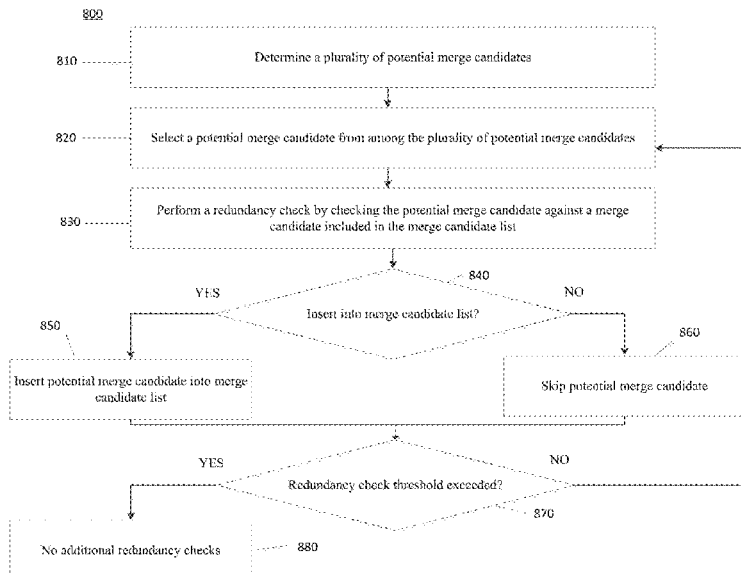 800
810
Determine a plurality of potential merge candidates
820
Select a potential merge candidate from among the plurality of potential merge candidates
830
Perform a redundancy check by checking the potential merge candidate against a merge
candidate included in the merge candidate list
840
YES
NO
Insert into merge candidate list?
850
860
Insert potential merge candidate into merge
candidate list
Skip potential merge candidate
YES
NO
Redundancy check threshold exceeded?
870
No additional redundancy checks
880